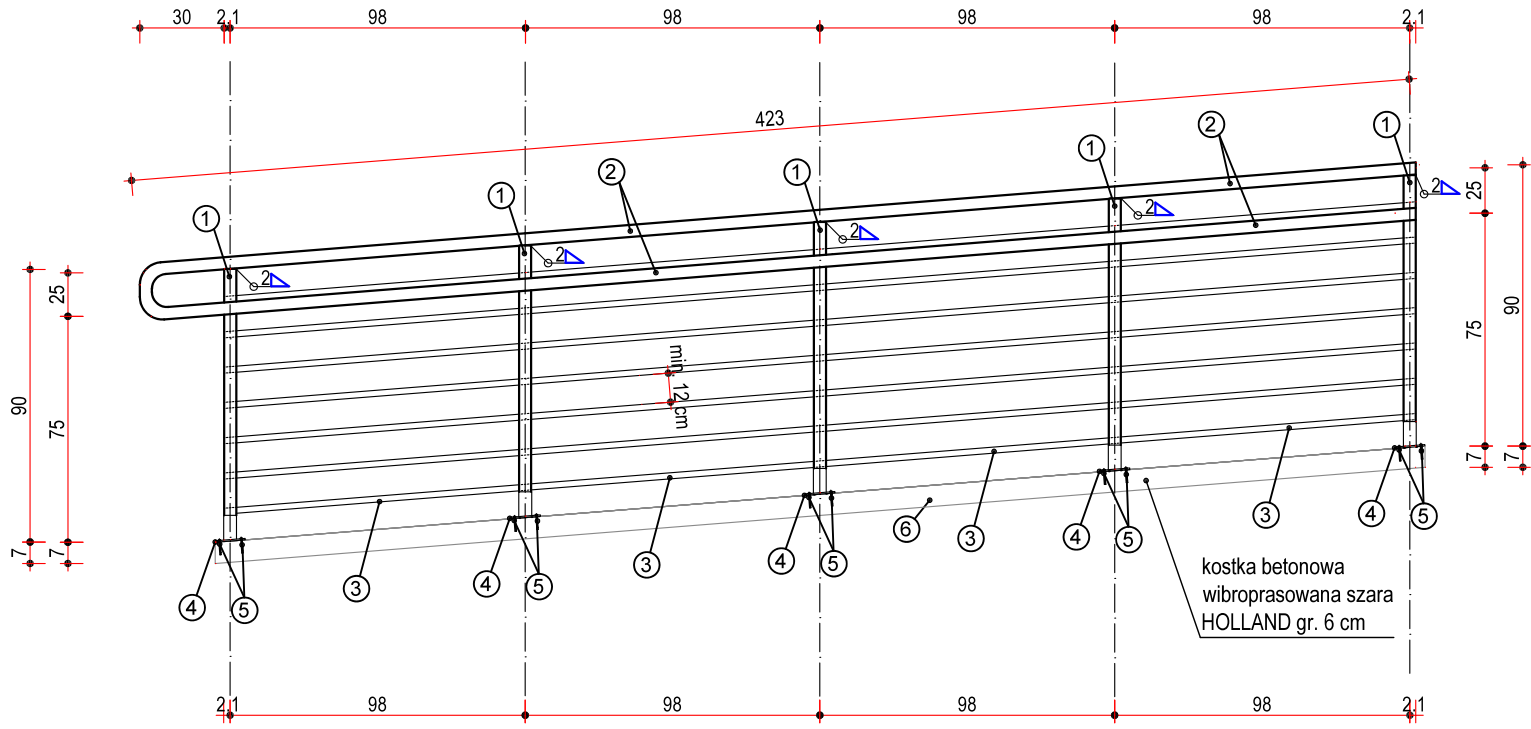 30 2,1 98 98 98 98 2,1
423
1 1 1 1 1
2 2
2 2 2 2 2
25 75 90 7 7
25 75 90 7 7
min. 12 cm
3 3 3 3
4 4 4 4 4
5 5 5 5 5
6
kostka betonowa
wibroprasowana szara
HOLLAND gr. 6 cm
2,1 98 98 98 98 2,1